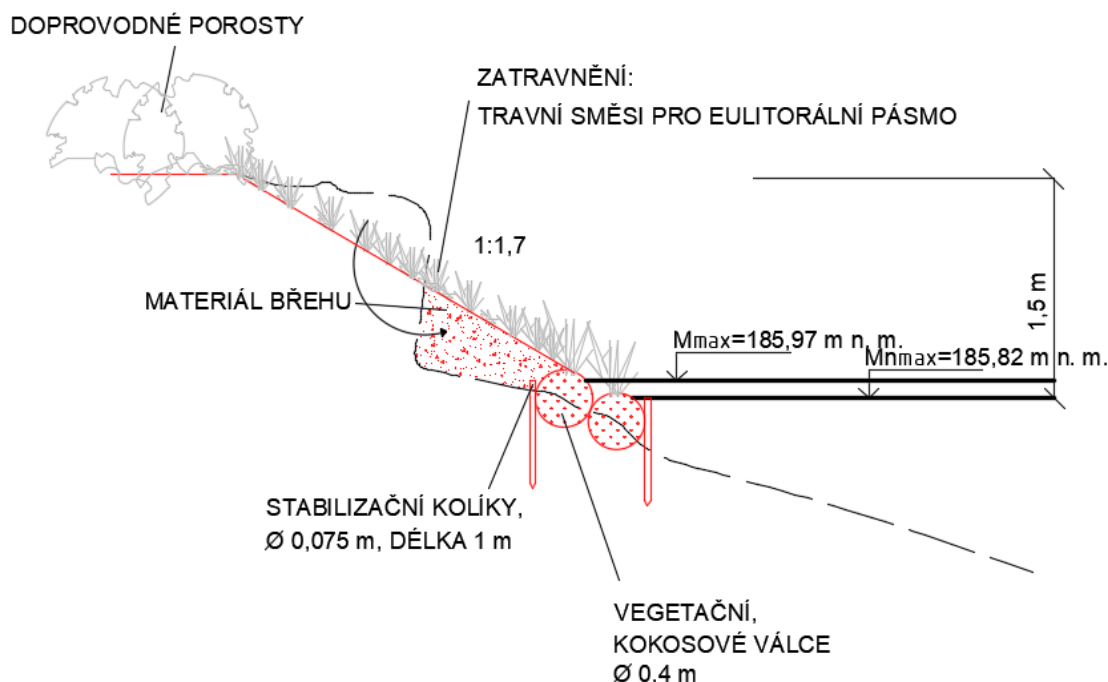 DOPROVODNÉ POROSTY
ZATRAVNĚNÍ:
TRAVNÍ SMĚSI PRO EULITORÁLNÍ PÁSMO
1:1,7
MATERIÁL BŘEHU
1,5 m
Mmax=185,97 m n. m.
Mnmax=185,82 m n. m.
STABILIZAČNÍ KOLÍKY,
Ø 0,075 m, DÉLKA 1 m
VEGETAČNÍ,
KOKOSOVÉ VÁLCE
Ø 0,4 m